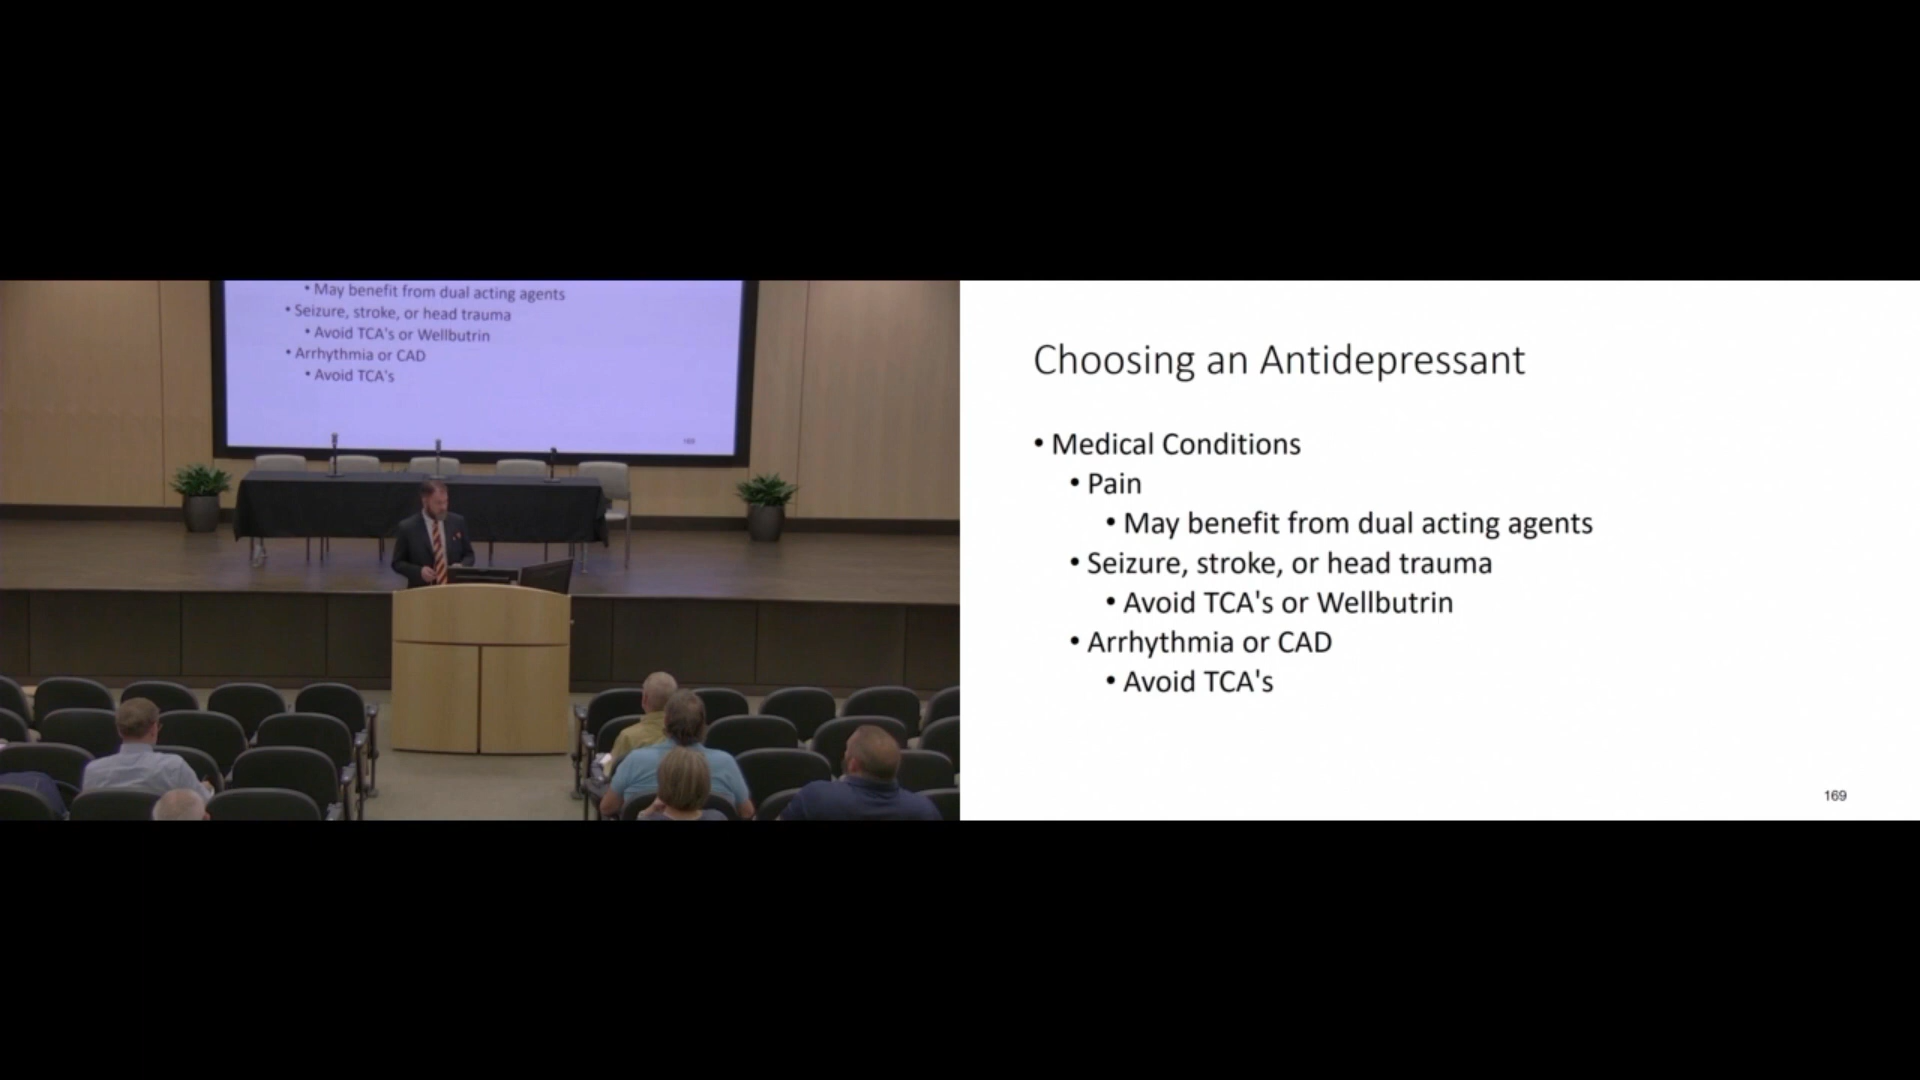 • May benefit from dual acting agents
• Seizure, stroke, or head trauma
• Avoid TCA's or Wellbutrin
• Arrhythmia or CAD
• Avoid TCA's
169
Choosing an Antidepressant
• Medical Conditions
• Pain
• May benefit from dual acting agents
• Seizure, stroke, or head trauma
• Avoid TCA's or Wellbutrin
• Arrhythmia or CAD
• Avoid TCA's
169